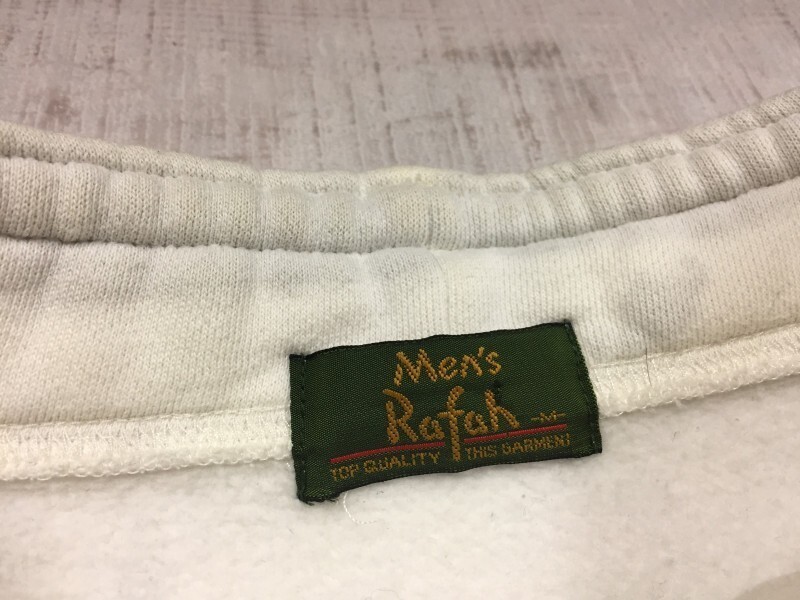 Men's
Rafah -M-
TOP QUALITY THIS GARMENT